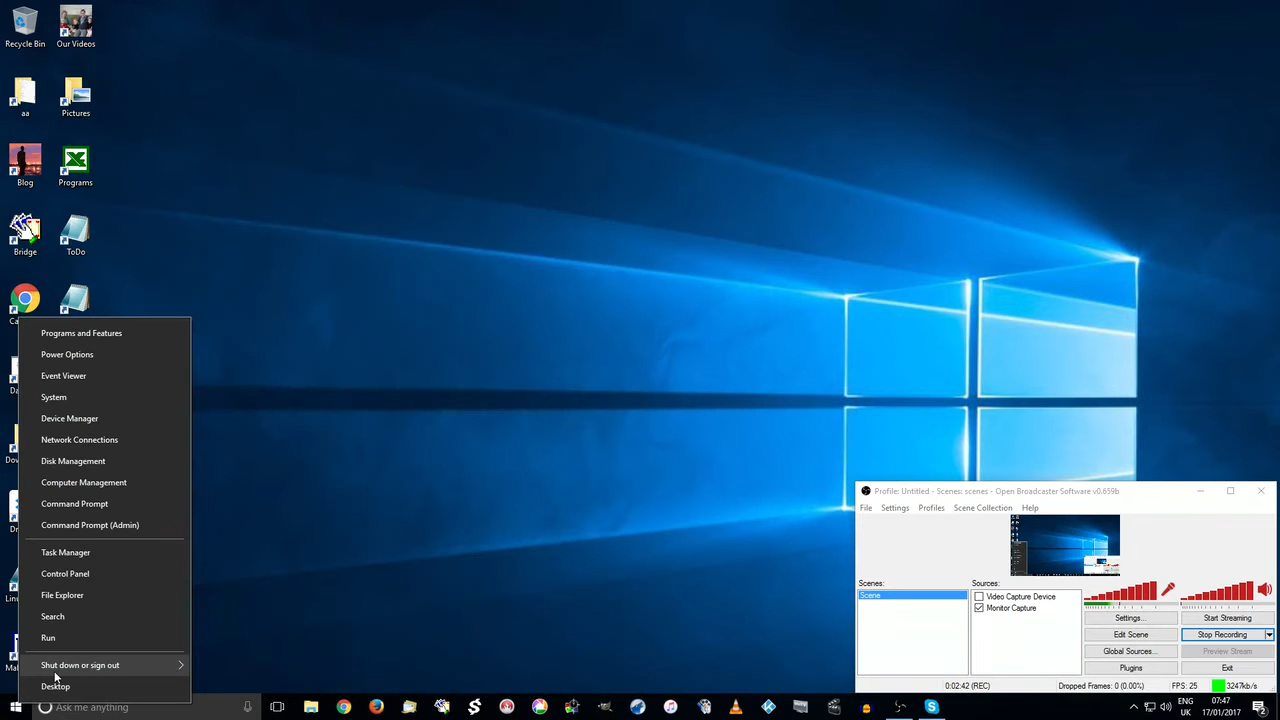 Recycle Bin
Our Videos
aa
Pictures
Blog
Programs
Bridge
ToDo
Programs and Features
Power Options
Event Viewer
System
Device Manager
Network Connections
Disk Management
Computer Management
Command Prompt
Command Prompt (Admin)
Task Manager
Control Panel
File Explorer
Search
Run
Shut down or sign out
Desktop
Profile: Untitled - Scenes: scenes - Open Broadcaster Software v0.659b
File Settings Profiles Scene Collection Help
Scenes:
Scene
Sources:
Video Capture Device
Monitor Capture
Settings...
Start Streaming
Edit Scene
Stop Recording
Global Sources...
Preview Stream
Plugins
Exit
0:02:42 (REC)
Dropped Frames: 0 (0.00%)
FPS: 25
3247kb/s
Ask me anything
ENG
UK
07:47
17/01/2017
2